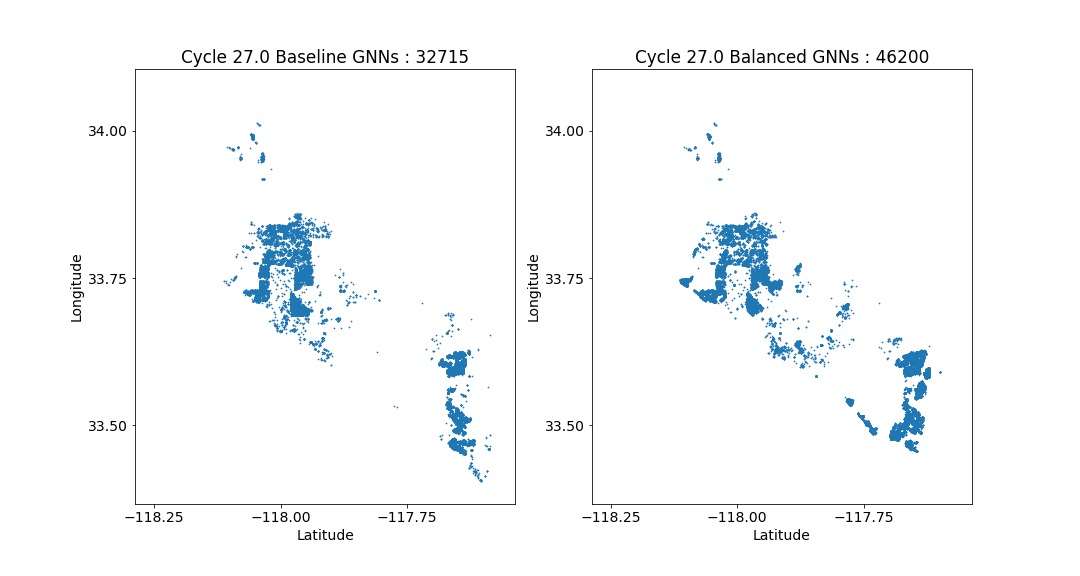 Cycle 27.0 Baseline GNNs : 32715
34.00
33.75
33.50
Longitude
−118.25 −118.00 −117.75
Latitude
Cycle 27.0 Balanced GNNs : 46200
34.00
33.75
33.50
Longitude
−118.25 −118.00 −117.75
Latitude